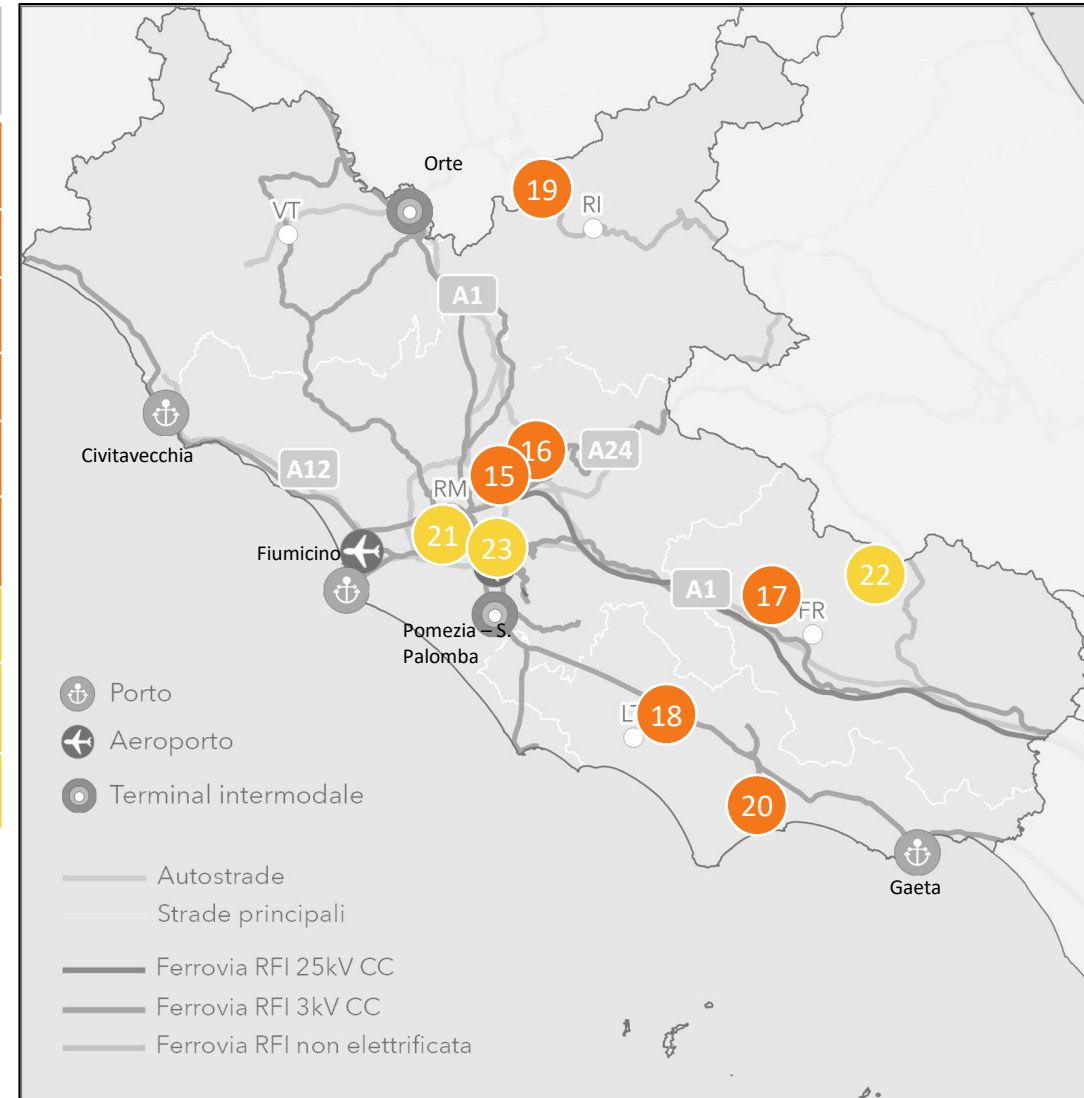 Orte
19
RI
VT
A1
Civitavecchia
A12
16
A24
15
RM
21
23
Fiumicino
22
A1
17
FR
Pomezia – S.
Palomba
18
20
Gaeta
Porto
Aeroporto
Terminal intermodale
Autostrade
Strade principali
Ferrovia RFI 25kV CC
Ferrovia RFI 3kV CC
Ferrovia RFI non elettrificata